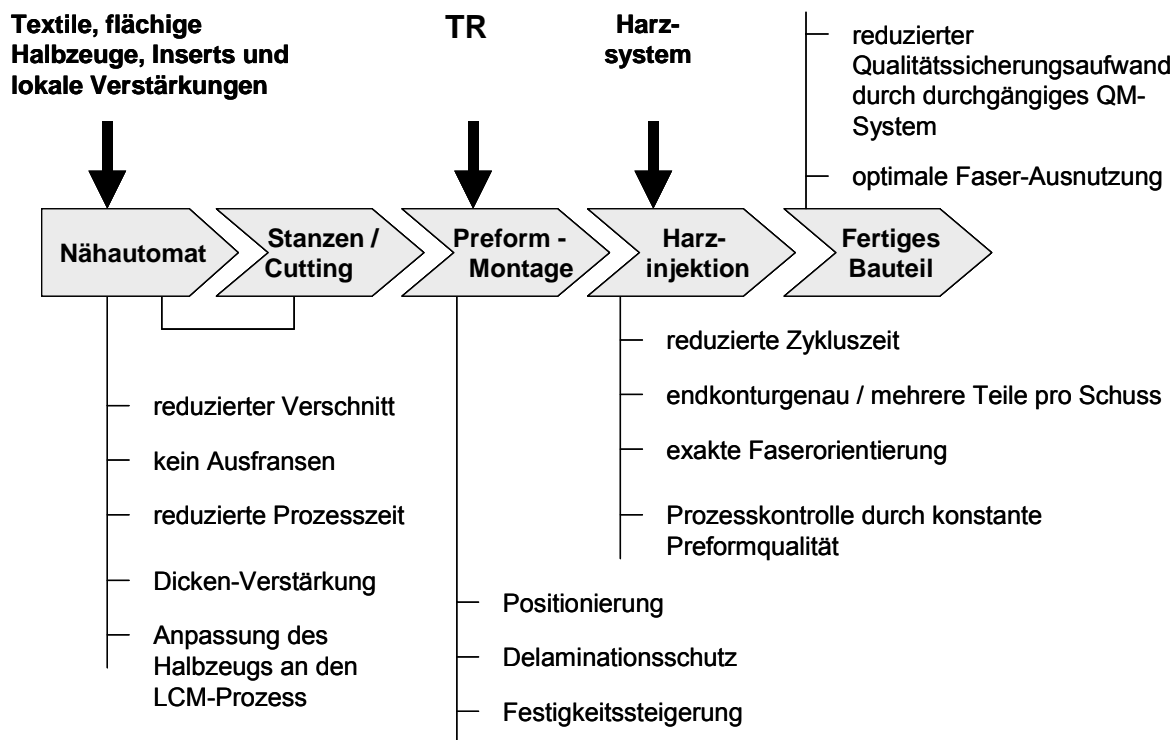 Textile, flächige
Halbzeuge, Inserts und
lokale Verstärkungen
TR
Harz-
system
reduzierter
Qualitätssicherungsaufwand
durch durchgängiges QM-
System
optimale Faser-Ausnutzung
Nähautomat
Stanzen /
Cutting
Preform -
Montage
Harz-
injektion
Fertiges
Bauteil
reduzierter Verschnitt
kein Ausfransen
reduzierte Prozesszeit
Dicken-Verstärkung
Anpassung des
Halbzeugs an den
LCM-Prozess
Positionierung
Delaminationsschutz
Festigkeitssteigerung
reduzierte Zykluszeit
endkonturgenau / mehrere Teile pro Schuss
exakte Faserorientierung
Prozesskontrolle durch konstante
Preformqualität